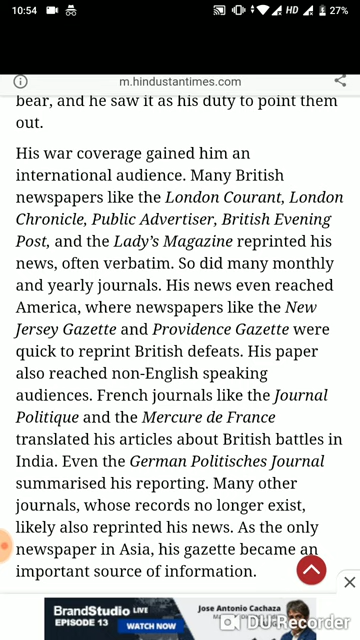 10:54 HD 27%
m.hindustantimes.com
bear, and he saw it as his duty to point them
out.
His war coverage gained him an
international audience. Many British
newspapers like the London Courant, London
Chronicle, Public Advertiser, British Evening
Post, and the Lady's Magazine reprinted his
news, often verbatim. So did many monthly
and yearly journals. His news even reached
America, where newspapers like the New
Jersey Gazette and Providence Gazette were
quick to reprint British defeats. His paper
also reached non-English speaking
audiences. French journals like the Journal
Politique and the Mercure de France
translated his articles about British battles in
India. Even the German Politisches Journal
summarised his reporting. Many other
journals, whose records no longer exist,
likely also reprinted his news. As the only
newspaper in Asia, his gazette became an
important source of information.
BrandStudio LIVE
EPISODE 13 WATCH NOW
Jose Antonio Cachaza
DU Recorder